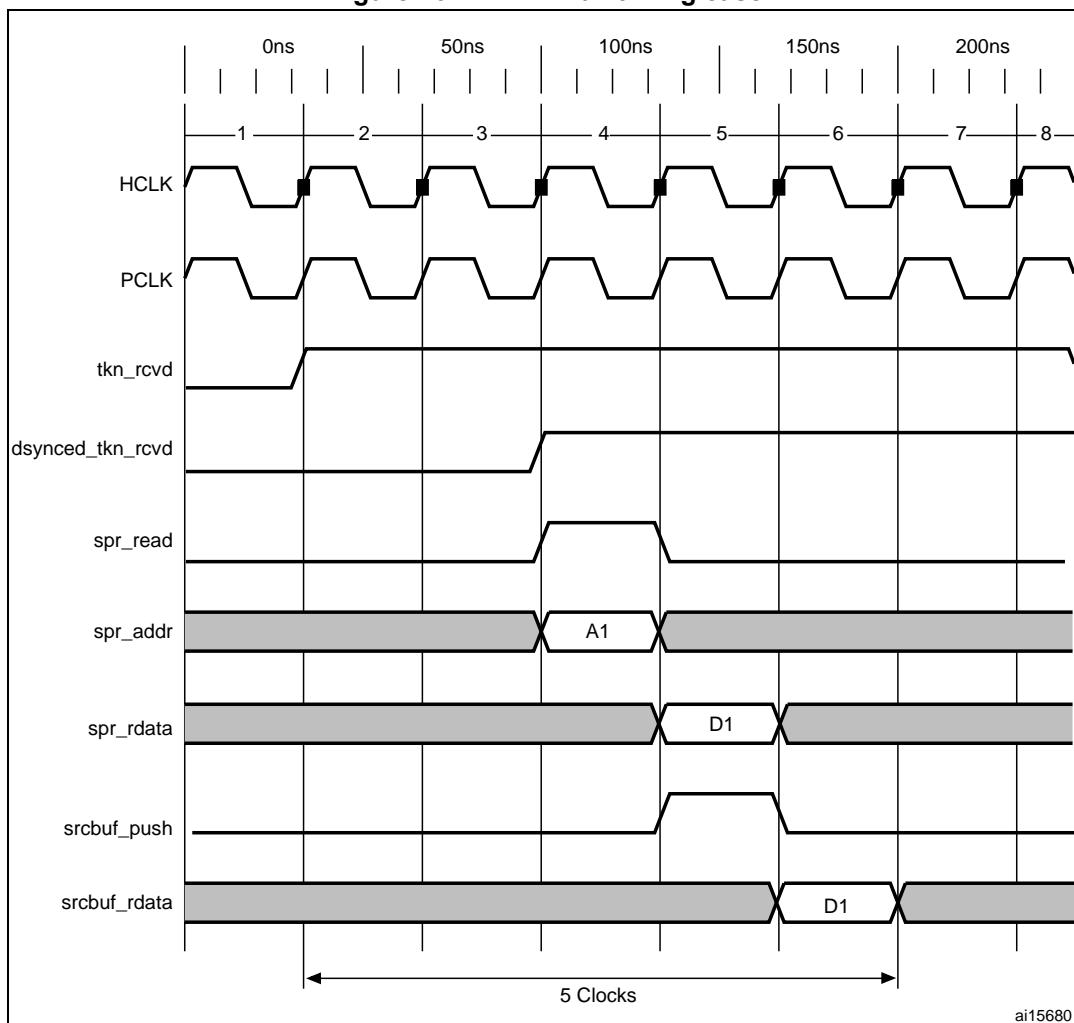 0ns 50ns 100ns 150ns 200ns
1 2 3 4 5 6 7 8
HCLK
PCLK
tkn_rcvd
dsynced_tkn_rcvd
spr_read
spr_addr A1
spr_rdata D1
srcbuf_push
srcbuf_rdata D1
5 Clocks
ai15680